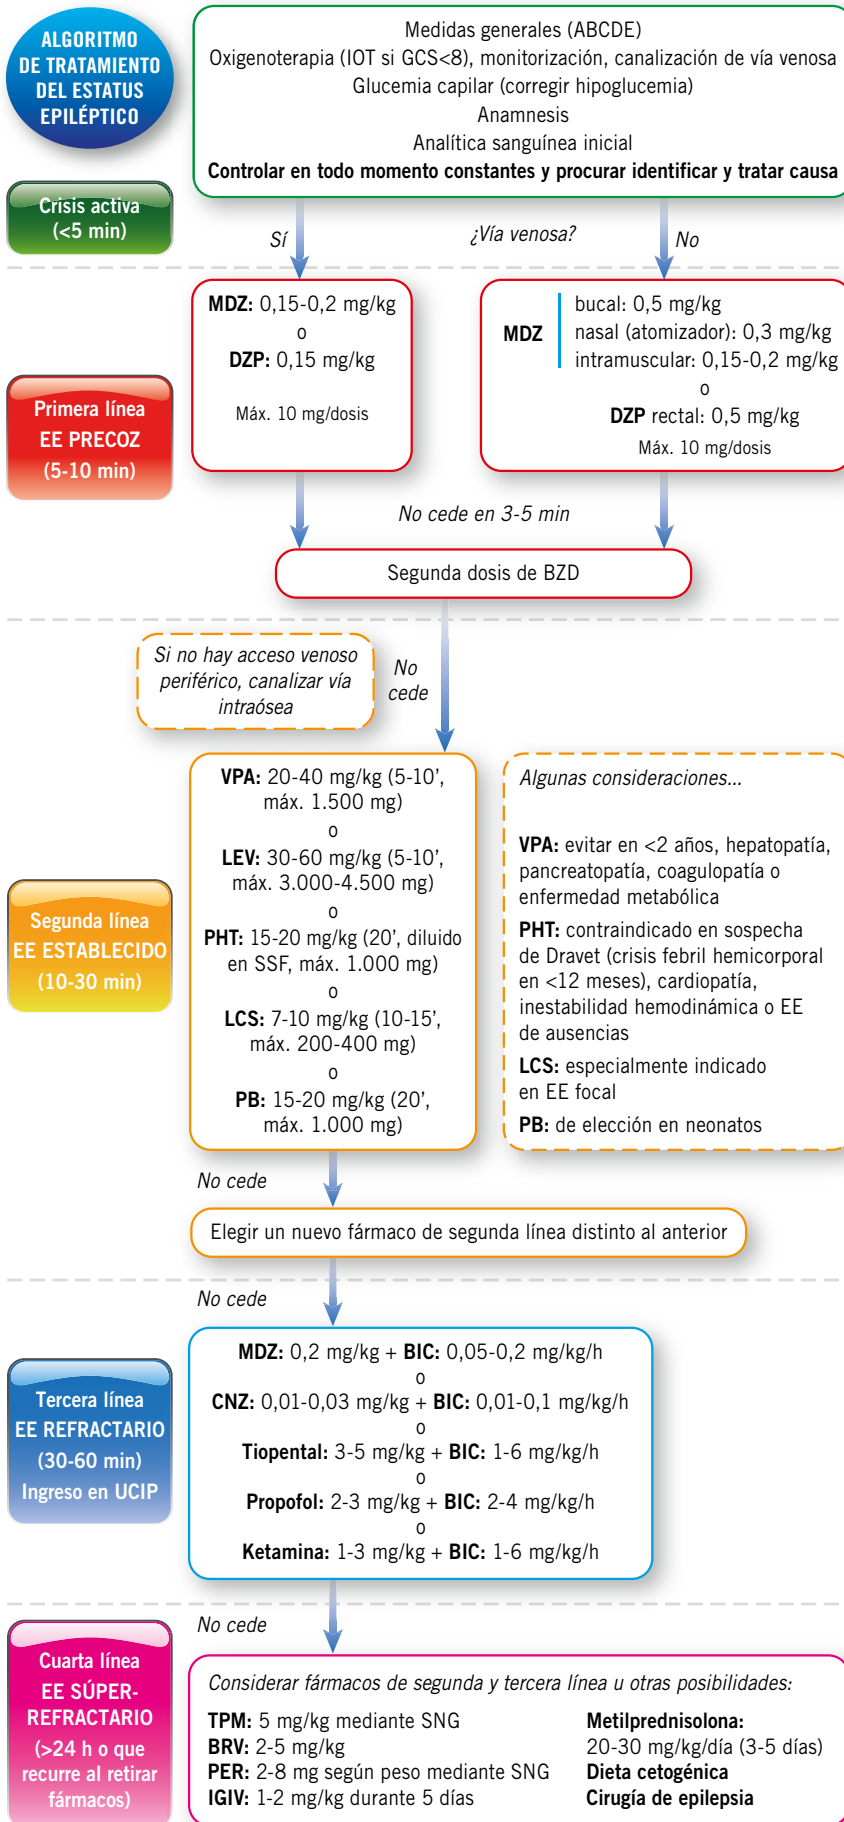 ALGORITMO
DE TRATAMIENTO
DEL ESTATUS
EPILÉPTICO
Medidas generales (ABCDE)
Oxigenoterapia (IOT si GCS<8), monitorización, canalización de vía venosa
Glucemia capilar (corregir hipoglucemia)
Anamnesis
Analítica sanguínea inicial
Controlar en todo momento constantes y procurar identificar y tratar causa
Crisis activa
(<5 min)
Sí
¿Vía venosa?
No
Primera línea
EE PRECOZ
(5-10 min)
MDZ: 0,15-0,2 mg/kg
o
DZP: 0,15 mg/kg
Máx. 10 mg/dosis
MDZ
bucal: 0,5 mg/kg
nasal (atomizador): 0,3 mg/kg
intramuscular: 0,15-0,2 mg/kg
o
DZP rectal: 0,5 mg/kg
Máx. 10 mg/dosis
No cede en 3-5 min
Segunda dosis de BZD
Si no hay acceso venoso
periférico, canalizar vía
intraósea
No
cede
Segunda línea
EE ESTABLECIDO
(10-30 min)
VPA: 20-40 mg/kg (5-10’,
máx. 1.500 mg)
o
LEV: 30-60 mg/kg (5-10’,
máx. 3.000-4.500 mg)
o
PHT: 15-20 mg/kg (20’, diluido
en SSF, máx. 1.000 mg)
o
LCS: 7-10 mg/kg (10-15’,
máx. 200-400 mg)
o
PB: 15-20 mg/kg (20’,
máx. 1.000 mg)
Algunas consideraciones...
VPA: evitar en <2 años, hepatopatía,
pancreatopatía, coagulopatía o
enfermedad metabólica
PHT: contraindicado en sospecha
de Dravet (crisis febril hemicorporal
en <12 meses), cardiopatía,
inestabilidad hemodinámica o EE
de ausencias
LCS: especialmente indicado
en EE focal
PB: de elección en neonatos
No cede
Elegir un nuevo fármaco de segunda línea distinto al anterior
No cede
Tercera línea
EE REFRACTARIO
(30-60 min)
Ingreso en UCIP
MDZ: 0,2 mg/kg + BIC: 0,05-0,2 mg/kg/h
o
CNZ: 0,01-0,03 mg/kg + BIC: 0,01-0,1 mg/kg/h
o
Tiopental: 3-5 mg/kg + BIC: 1-6 mg/kg/h
o
Propofol: 2-3 mg/kg + BIC: 2-4 mg/kg/h
o
Ketamina: 1-3 mg/kg + BIC: 1-6 mg/kg/h
No cede
Cuarta línea
EE SÚPER-
REFRACTARIO
(>24 h o que
recurre al retirar
fármacos)
Considerar fármacos de segunda y tercera línea u otras posibilidades:
TPM: 5 mg/kg mediante SNG
BRV: 2-5 mg/kg
PER: 2-8 mg según peso mediante SNG
IGIV: 1-2 mg/kg durante 5 días
Metilprednisolona:
20-30 mg/kg/día (3-5 días)
Dieta cetogénica
Cirugía de epilepsia